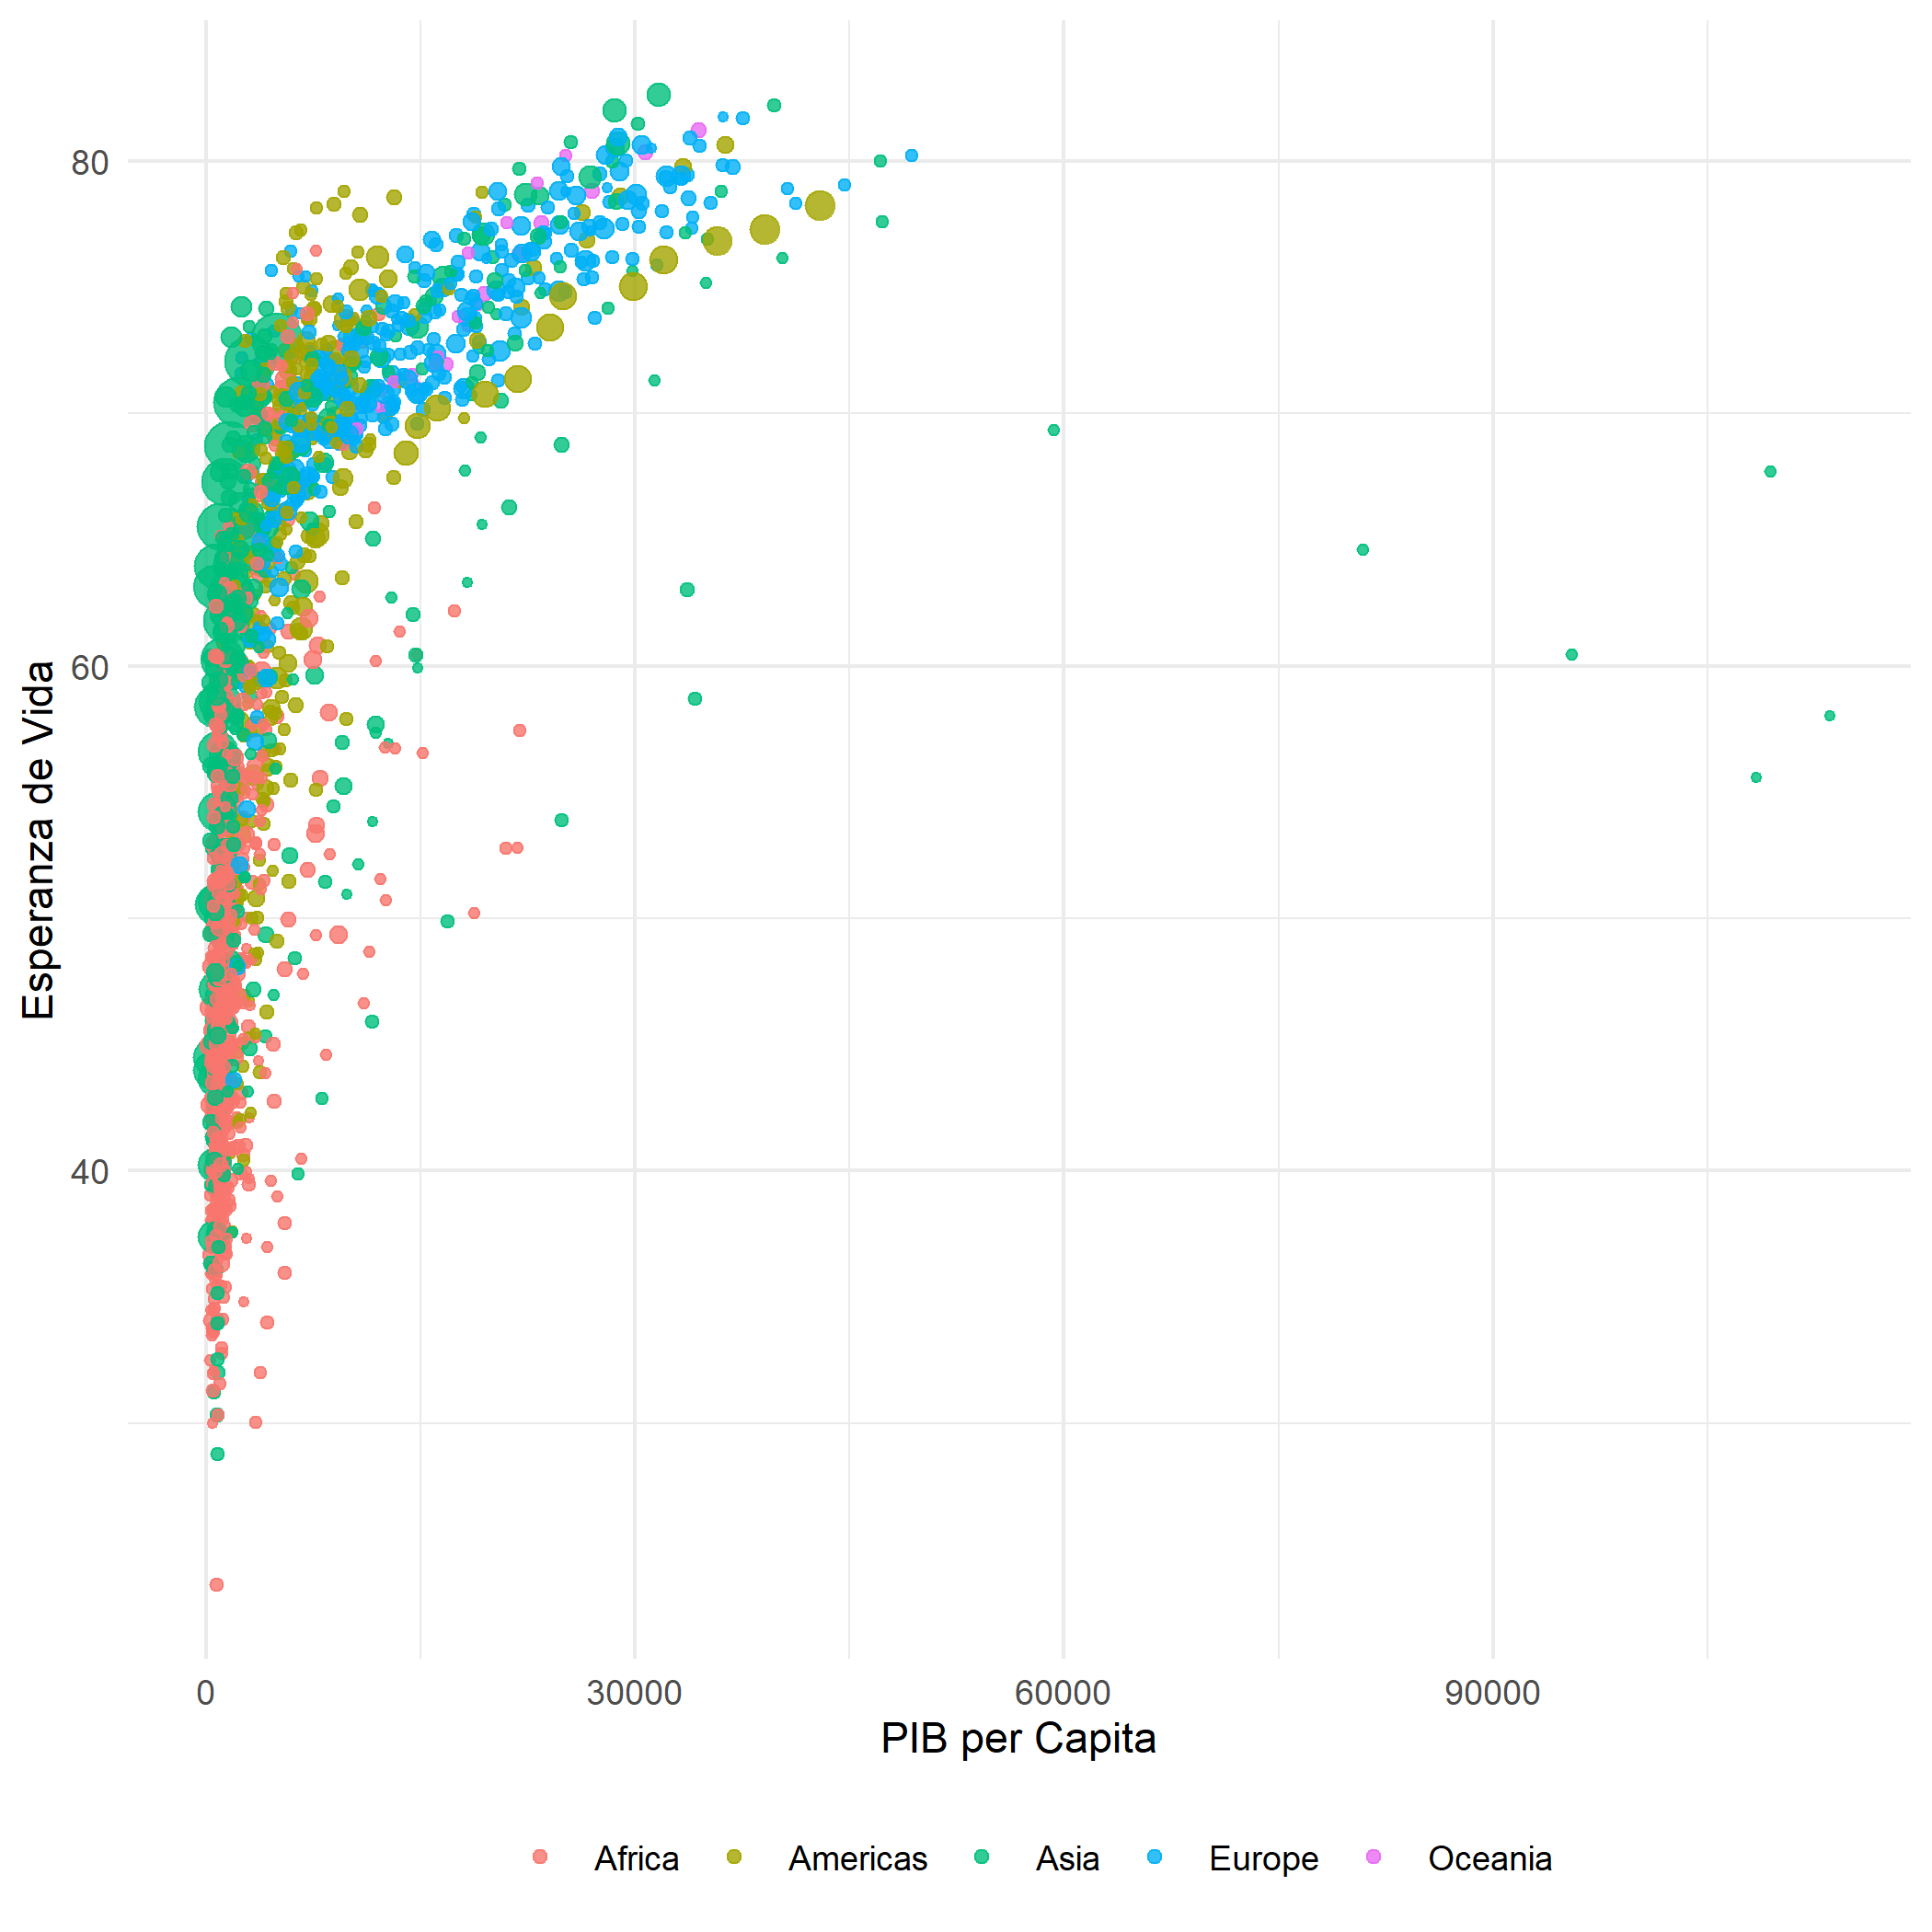 80
60
40
Esperanza de Vida
0 30000 60000 90000
PIB per Capita
Africa Americas Asia Europe Oceania